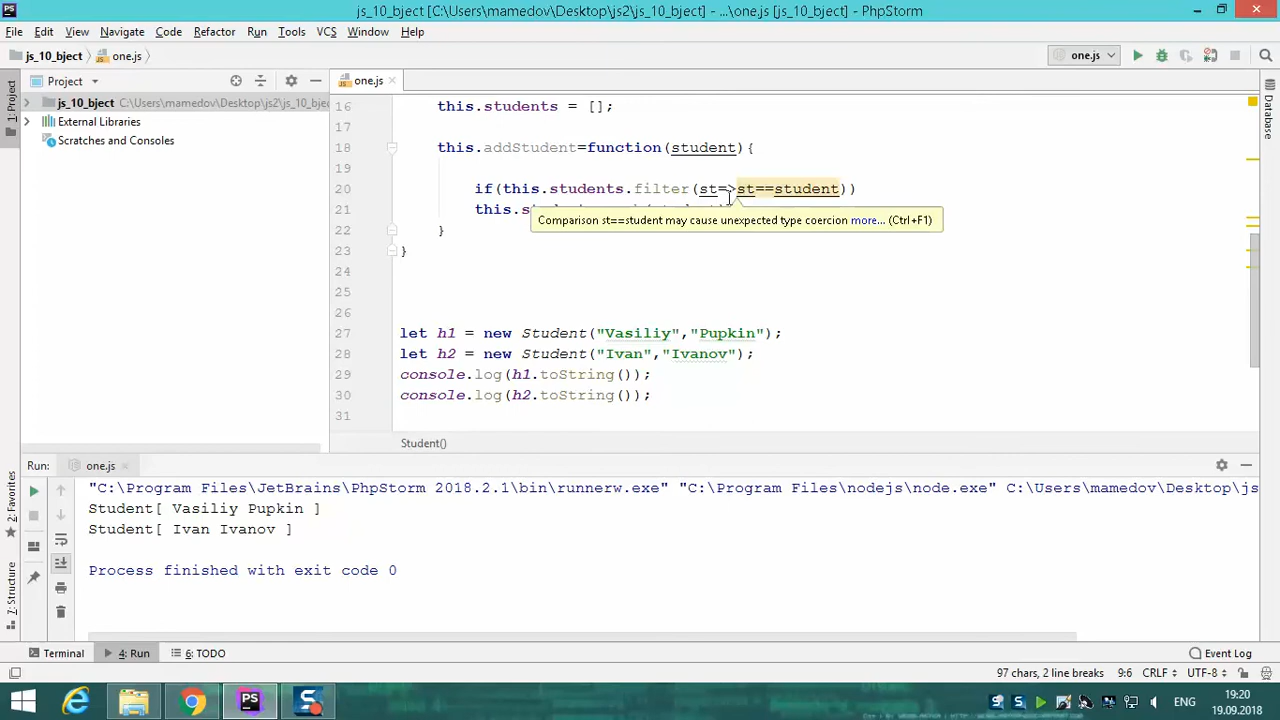 js_10_bject [C:\Users\mamedov\Desktop\js2\js_10_bject] - ...\one.js [js_10_bject] - PhpStorm
File Edit View Navigate Code Refactor Run Tools VCS Window Help
js_10_bject one.js one.js
1: Project
Project
one.js
Database
js_10_bject C:\Users\mamedov\Desktop\js2\js_10_bjec
External Libraries
Scratches and Consoles
16 this.students = [];
17
18 this.addStudent=function(student){
19
20 if(this.students.filter(st=>st==student))
21 this.
Comparison st==student may cause unexpected type coercion more... (Ctrl+F1)
22 }
23 }
24
25
26
27 let h1 = new Student("Vasiliy","Pupkin");
28 let h2 = new Student("Ivan","Ivanov");
29 console.log(h1.toString());
30 console.log(h2.toString());
31
Student()
Run: one.js
"C:\Program Files\JetBrains\PhpStorm 2018.2.1\bin\runnerw.exe" "C:\Program Files\nodejs\node.exe" C:\Users\mamedov\Desktop\js
Student[ Vasiliy Pupkin ]
Student[ Ivan Ivanov ]
Process finished with exit code 0
2: Favorites
7: Structure
Terminal 4: Run 6: TODO Event Log
97 chars, 2 line breaks 9:6 CRLF UTF-8
ENG 19:20
19.09.2018